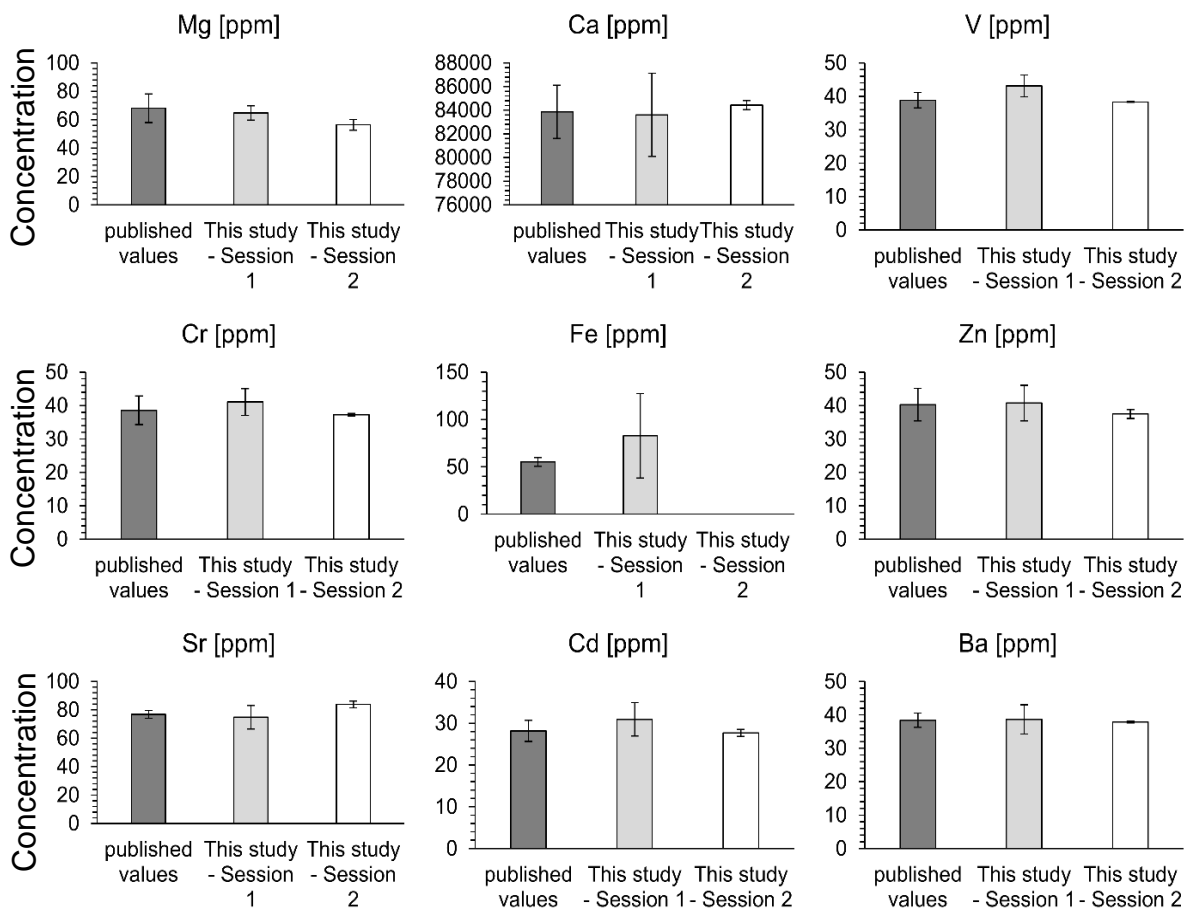 Mg [ppm]
Concentration
100
80
60
40
20
0
published values
This study - Session 1
This study - Session 2
Ca [ppm]
88000
86000
84000
82000
80000
78000
76000
published values
This study - Session 1
This study - Session 2
V [ppm]
50
40
30
20
10
0
published values
This study - Session 1
This study - Session 2
Cr [ppm]
Concentration
50
40
30
20
10
0
published values
This study - Session 1
This study - Session 2
Fe [ppm]
150
100
50
0
published values
This study - Session 1
This study - Session 2
Zn [ppm]
50
40
30
20
10
0
published values
This study - Session 1
This study - Session 2
Sr [ppm]
Concentration
100
80
60
40
20
0
published values
This study - Session 1
This study - Session 2
Cd [ppm]
40
30
20
10
0
published values
This study - Session 1
This study - Session 2
Ba [ppm]
50
40
30
20
10
0
published values
This study - Session 1
This study - Session 2